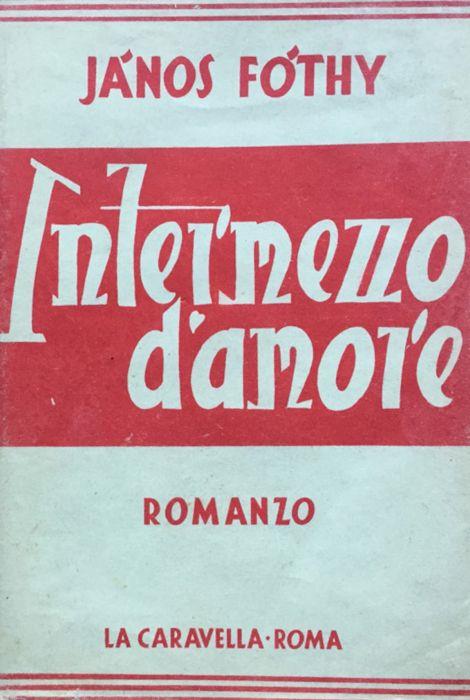 JÁNOS FÓTHY
Intermezzo
d'amore
ROMANZO
LA CARAVELLA·ROMA